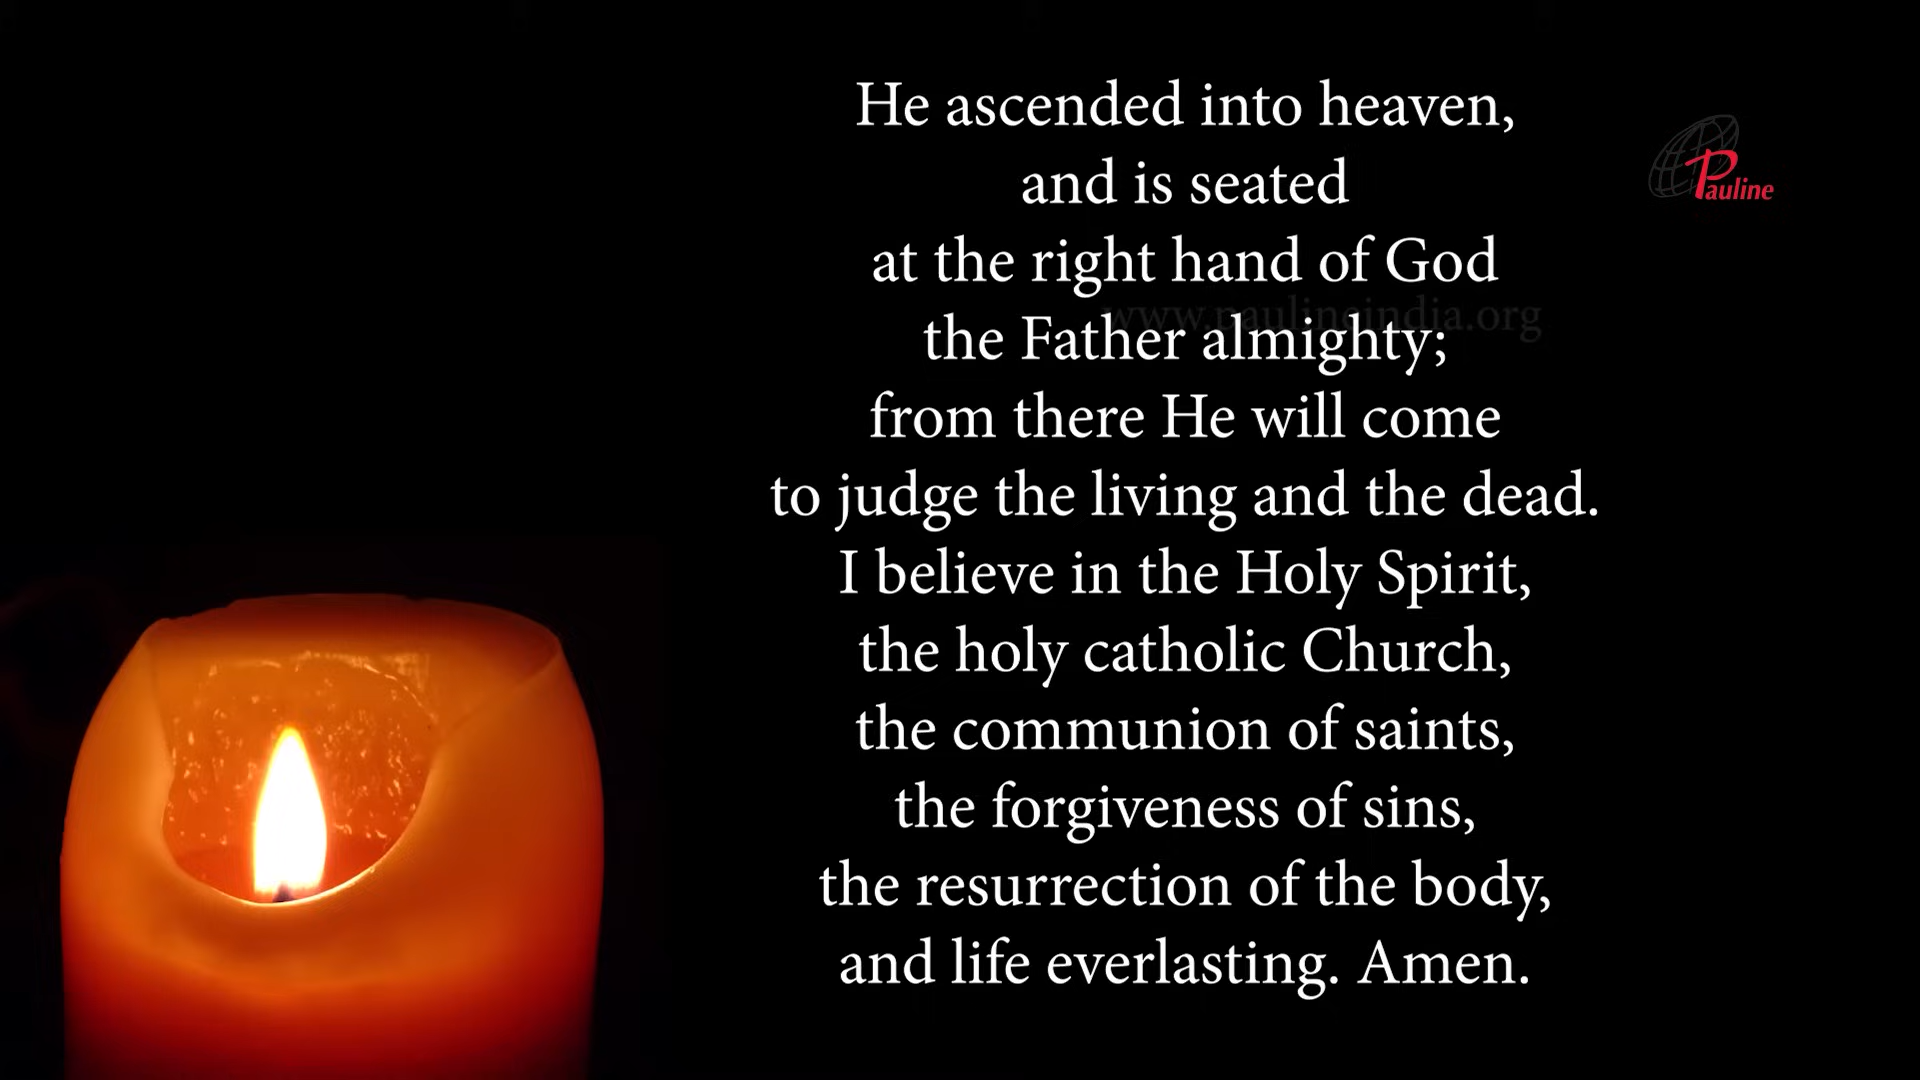 He ascended into heaven,
and is seated
at the right hand of God
the Father almighty;
from there He will come
to judge the living and the dead.
I believe in the Holy Spirit,
the holy catholic Church,
the communion of saints,
the forgiveness of sins,
the resurrection of the body,
and life everlasting. Amen.
Pauline
www.paulineindia.org